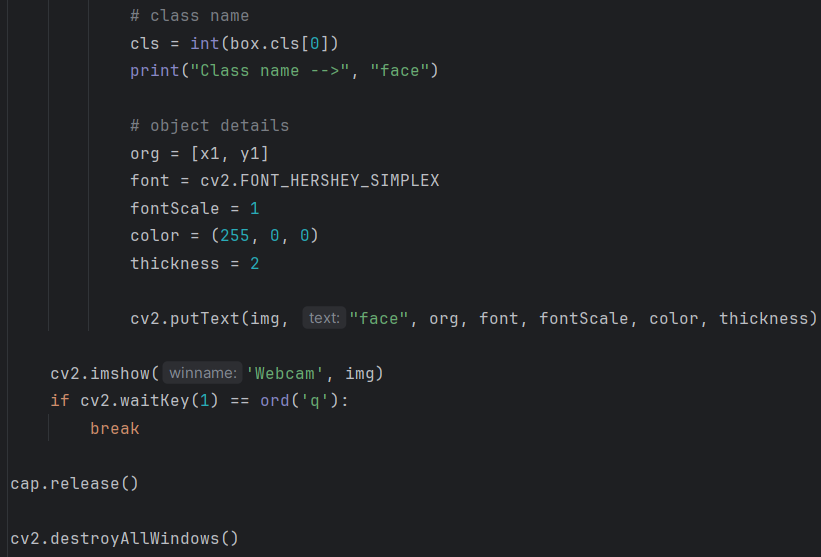 # class name
cls = int(box.cls[0])
print("Class name -->", "face")
# object details
org = [x1, y1]
font = cv2.FONT_HERSHEY_SIMPLEX
fontScale = 1
color = (255, 0, 0)
thickness = 2
cv2.putText(img, text: "face", org, font, fontScale, color, thickness)
cv2.imshow( winname: 'Webcam', img)
if cv2.waitKey(1) == ord('q'):
break
cap.release()
cv2.destroyAllWindows()